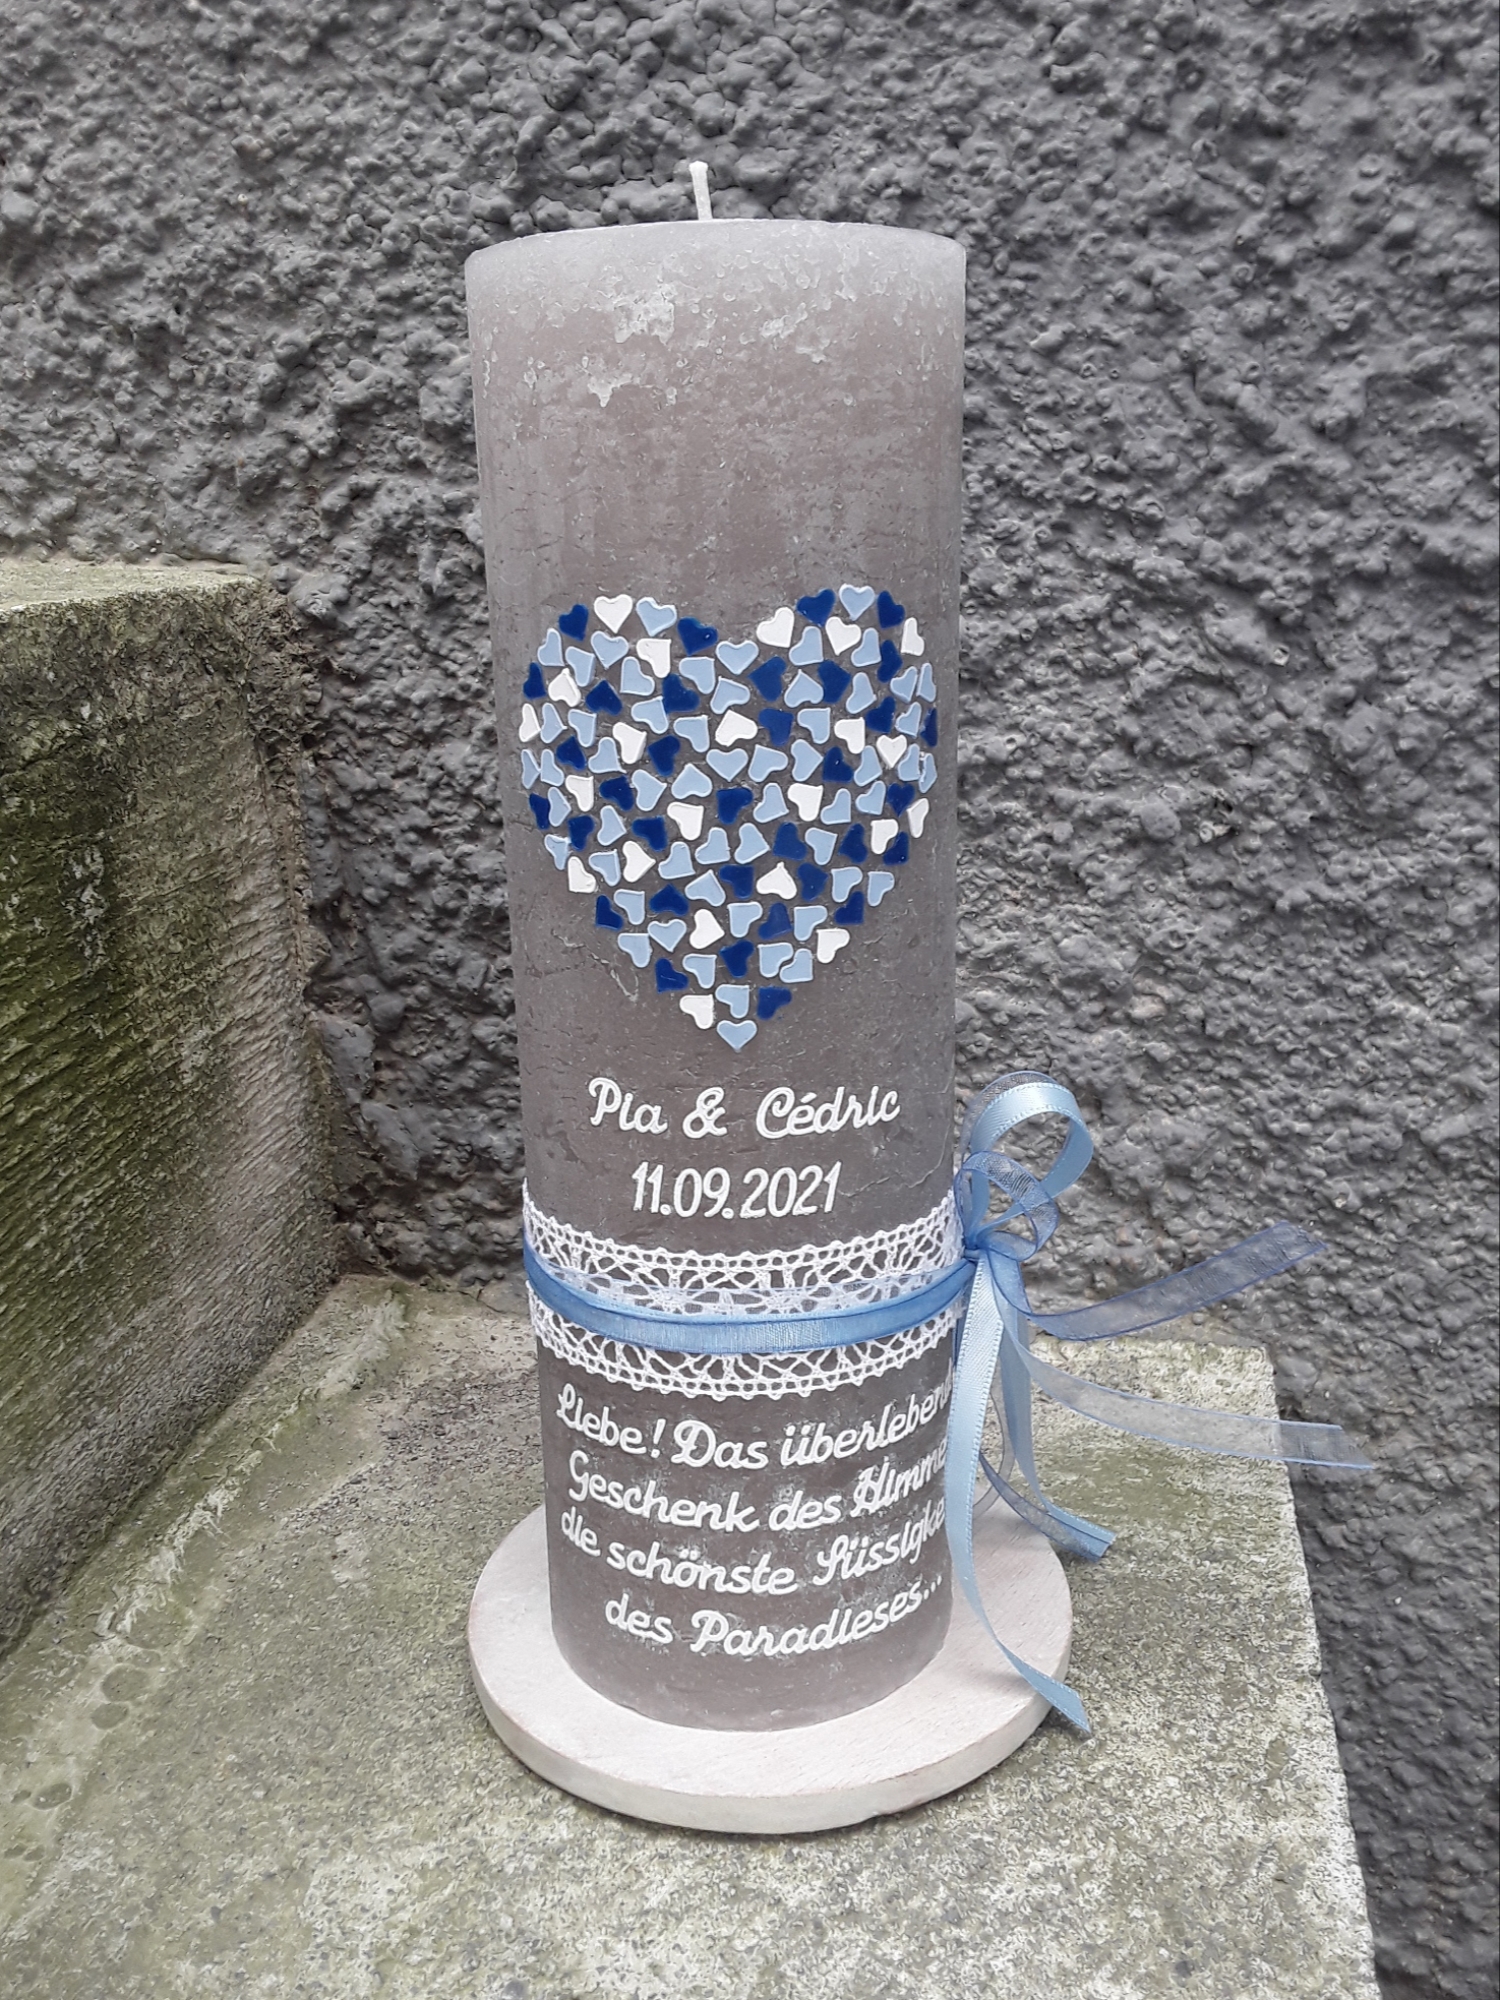 Pia & Cédric
11.09.2021
Liebe! Das
Geschenk des
die schönste
des Paradieses...